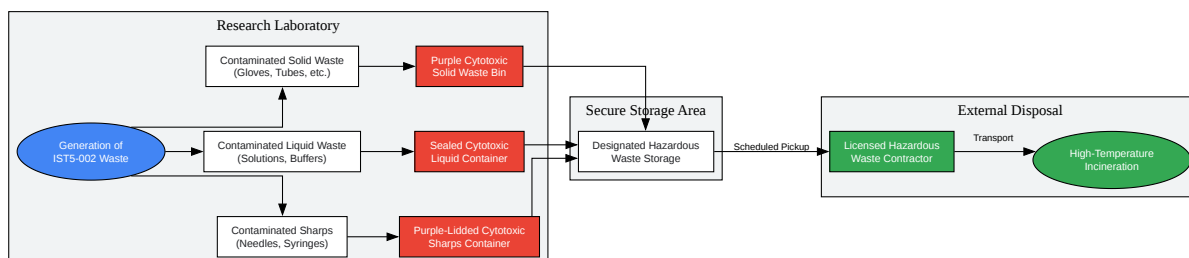 Research Laboratory
Contaminated Solid Waste
(Gloves, Tubes, etc.)
Purple Cytotoxic
Solid Waste Bin
Generation of
IST5-002 Waste
Contaminated Liquid Waste
(Solutions, Buffers)
Sealed Cytotoxic
Liquid Container
Contaminated Sharps
(Needles, Syringes)
Purple-Lidded Cytotoxic
Sharps Container
Secure Storage Area
Designated Hazardous
Waste Storage
Scheduled Pickup
External Disposal
Licensed Hazardous
Waste Contractor
Transport
High-Temperature
Incineration